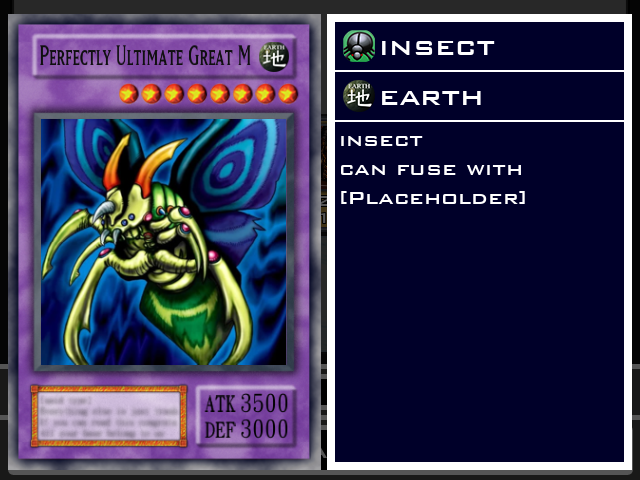 Perfectly Ultimate Great M
EARTH
地
ATK 3500
DEF 3000
INSECT
EARTH
地
EARTH
INSECT
CAN FUSE WITH
[Placeholder]